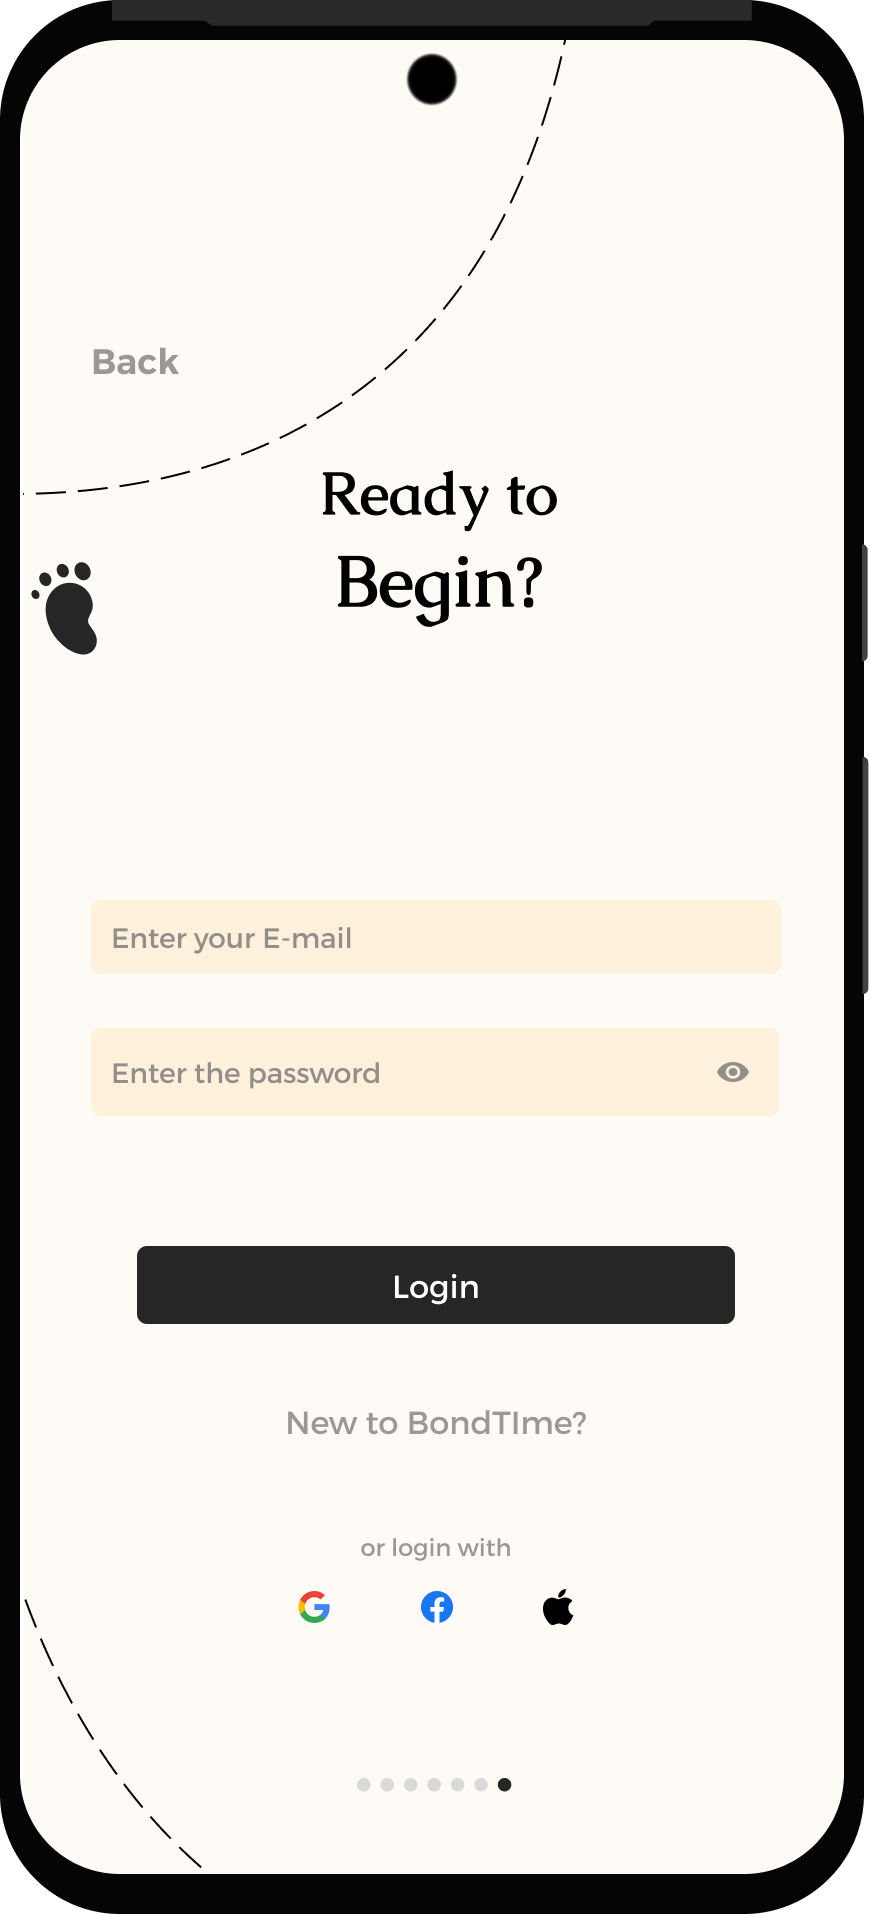 Back
Ready to
Begin?
Enter your E-mail
Enter the password
Login
New to BondTIme?
or login with